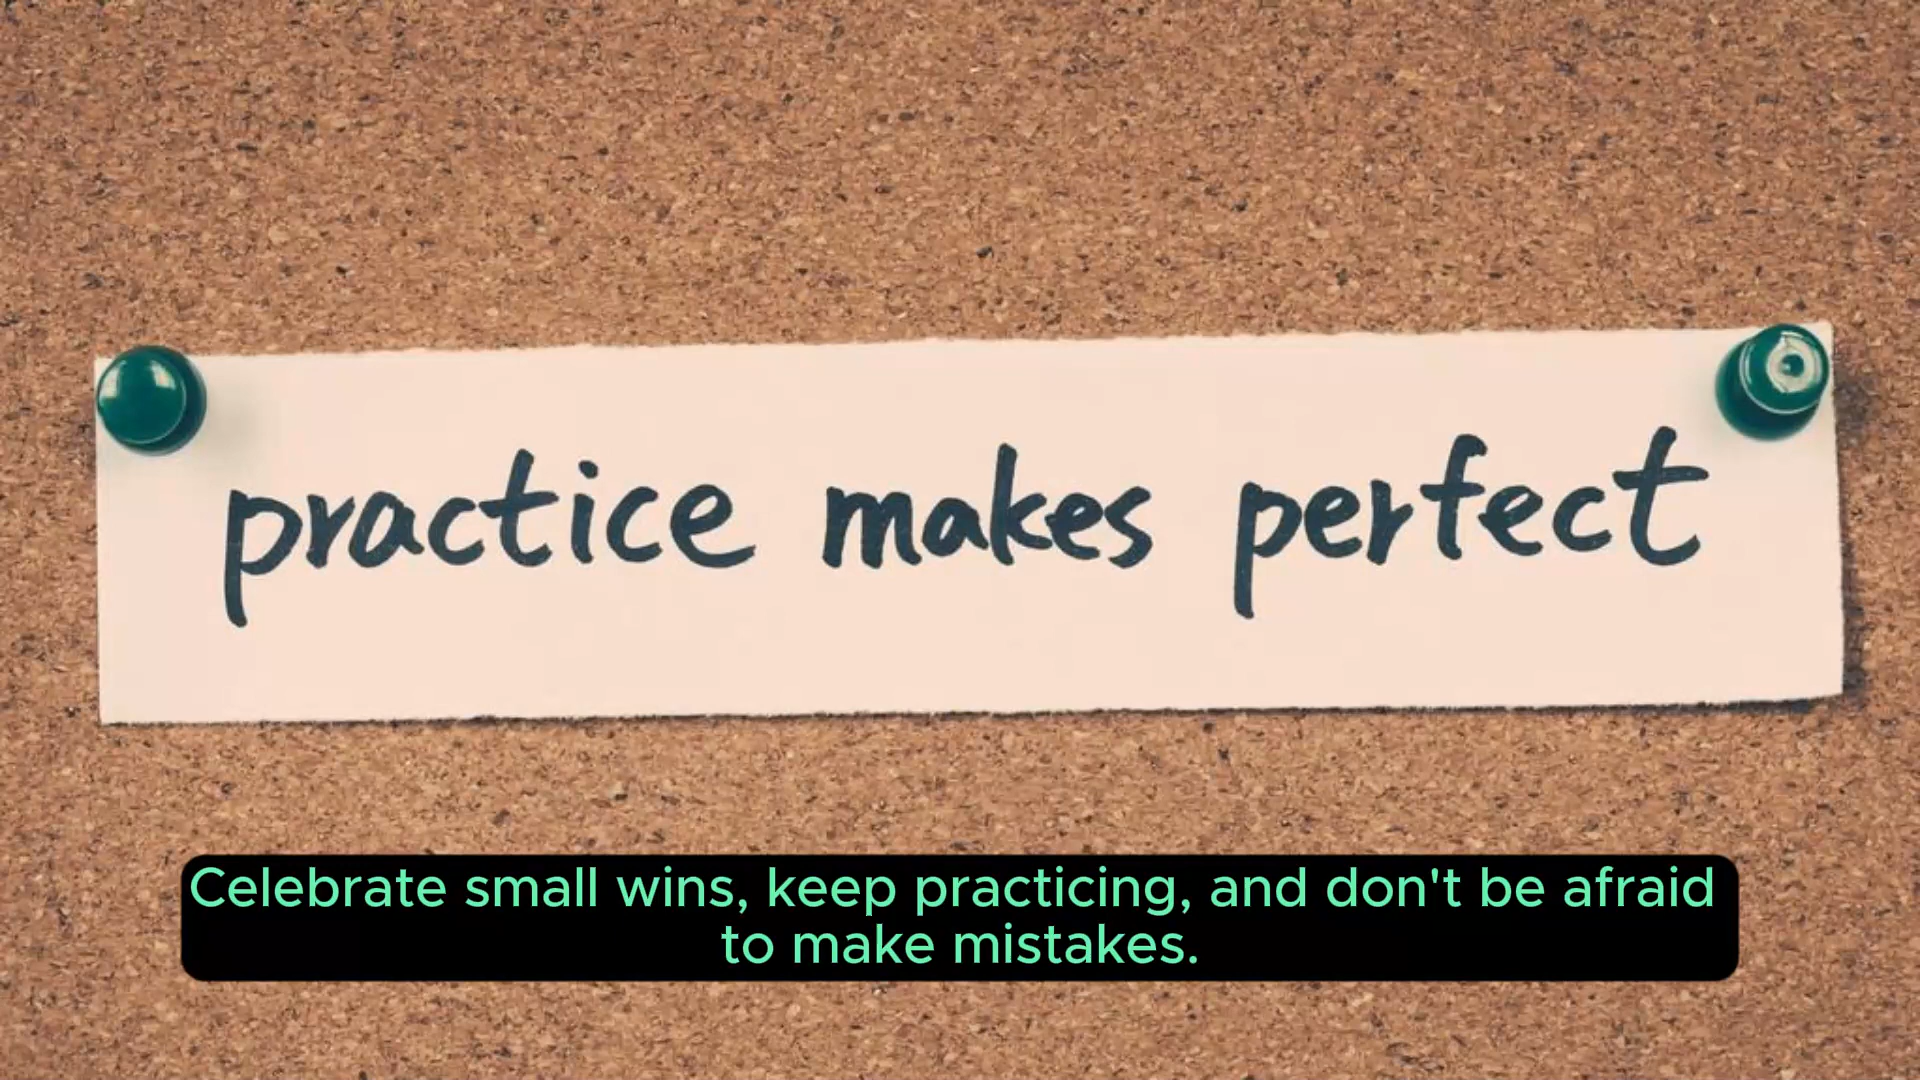 practice makes perfect
Celebrate small wins, keep practicing, and don't be afraid
to make mistakes.